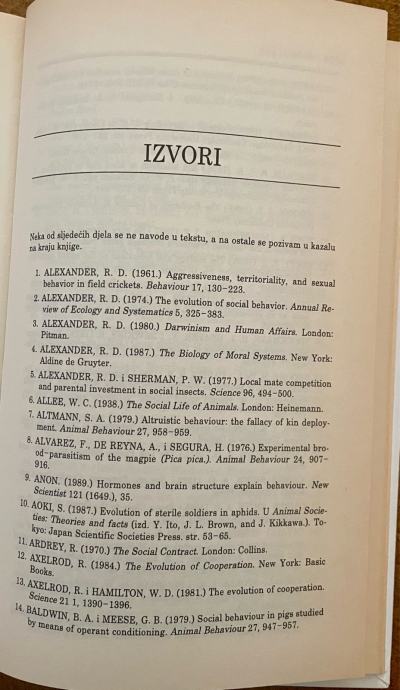 IZVORI
Neka od sljedećih djela se ne navode u tekstu, a na ostale se pozivam u kazalu
na kraju knjige.
1. ALEXANDER, R. D. (1961.) Aggressiveness, territoriality, and sexual
behavior in field crickets. Behaviour 17, 130–223.
2. ALEXANDER, R. D. (1974.) The evolution of social behavior. Annual Re-
view of Ecology and Systematics 5, 325–383.
3. ALEXANDER, R. D. (1980.) Darwinism and Human Affairs. London:
Pitman.
4. ALEXANDER, R. D. (1987.) The Biology of Moral Systems. New York:
Aldine de Gruyter.
5. ALEXANDER, R. D. i SHERMAN, P. W. (1977.) Local mate competition
and parental investment in social insects. Science 96, 494–500.
6. ALLEE, W. C. (1938.) The Social Life of Animals. London: Heinemann.
7. ALTMANN, S. A. (1979.) Altruistic behaviour: the fallacy of kin deploy-
ment. Animal Behaviour 27, 958–959.
8. ALVAREZ, F., DE REYNA, A., i SEGURA, H. (1976.) Experimental bro-
od-parasitism of the magpie (Pica pica.). Animal Behaviour 24, 907–
916.
9. ANON. (1989.) Hormones and brain structure explain behaviour. New
Scientist 121 (1649.), 35.
10. AOKI, S. (1987.) Evolution of sterile soldiers in aphids. U Animal Socie-
ties: Theories and facts (izd. Y. Ito, J. L. Brown, and J. Kikkawa.). To-
kyo: Japan Scientific Societies Press. str. 53–65.
11. ARDREY, R. (1970.) The Social Contract. London: Collins.
12. AXELROD, R. (1984.) The Evolution of Cooperation. New York: Basic
Books.
13. AXELROD, R. i HAMILTON, W. D. (1981.) The evolution of cooperation.
Science 21 1, 1390–1396.
14. BALDWIN, B. A. i MEESE, G. B. (1979.) Social behaviour in pigs studied
by means of operant conditioning. Animal Behaviour 27, 947–957.